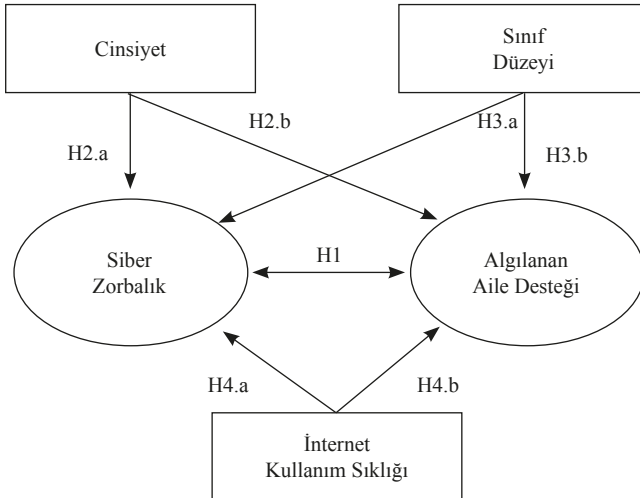 Cinsiyet
Sınıf
Düzeyi
H2.a
H2.b
H3.a
H3.b
Siber
Zorbalık
H1
Algılanan
Aile Desteği
H4.a
H4.b
İnternet
Kullanım Sıklığı